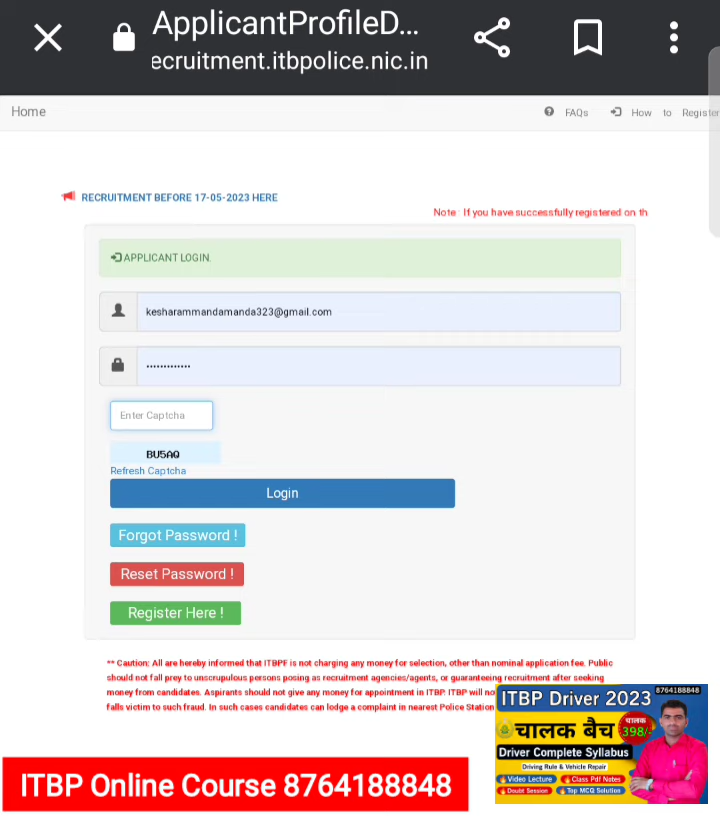 ApplicantProfileD...
ecruitment.itbpolice.nic.in
Home
FAQs
How to Register
RECRUITMENT BEFORE 17-05-2023 HERE
Note : If you have successfully registered on th
APPLICANT LOGIN.
kesharammandamanda323@gmail.com
•••••••••••••
Enter Captcha
BU5AQ
Refresh Captcha
Login
Forgot Password !
Reset Password !
Register Here !
** Caution: All are hereby informed that ITBPF is not charging any money for selection, other than nominal application fee. Public
should not fall prey to unscrupulous persons posing as recruitment agencies/agents, or guaranteeing recruitment after seeking
money from candidates. Aspirants should not give any money for appointment in ITBP. ITBP will no
falls victim to such fraud. In such cases candidates can lodge a complaint in nearest Police Station
ITBP Driver 2023
8764188848
चालक बैच
चालक
398/-
Driver Complete Syllabus
Driving Rule & Vehicle Repair
Video Lecture
Class Pdf Notes
Doubt Session
Top MCQ Solution
ITBP Online Course 8764188848